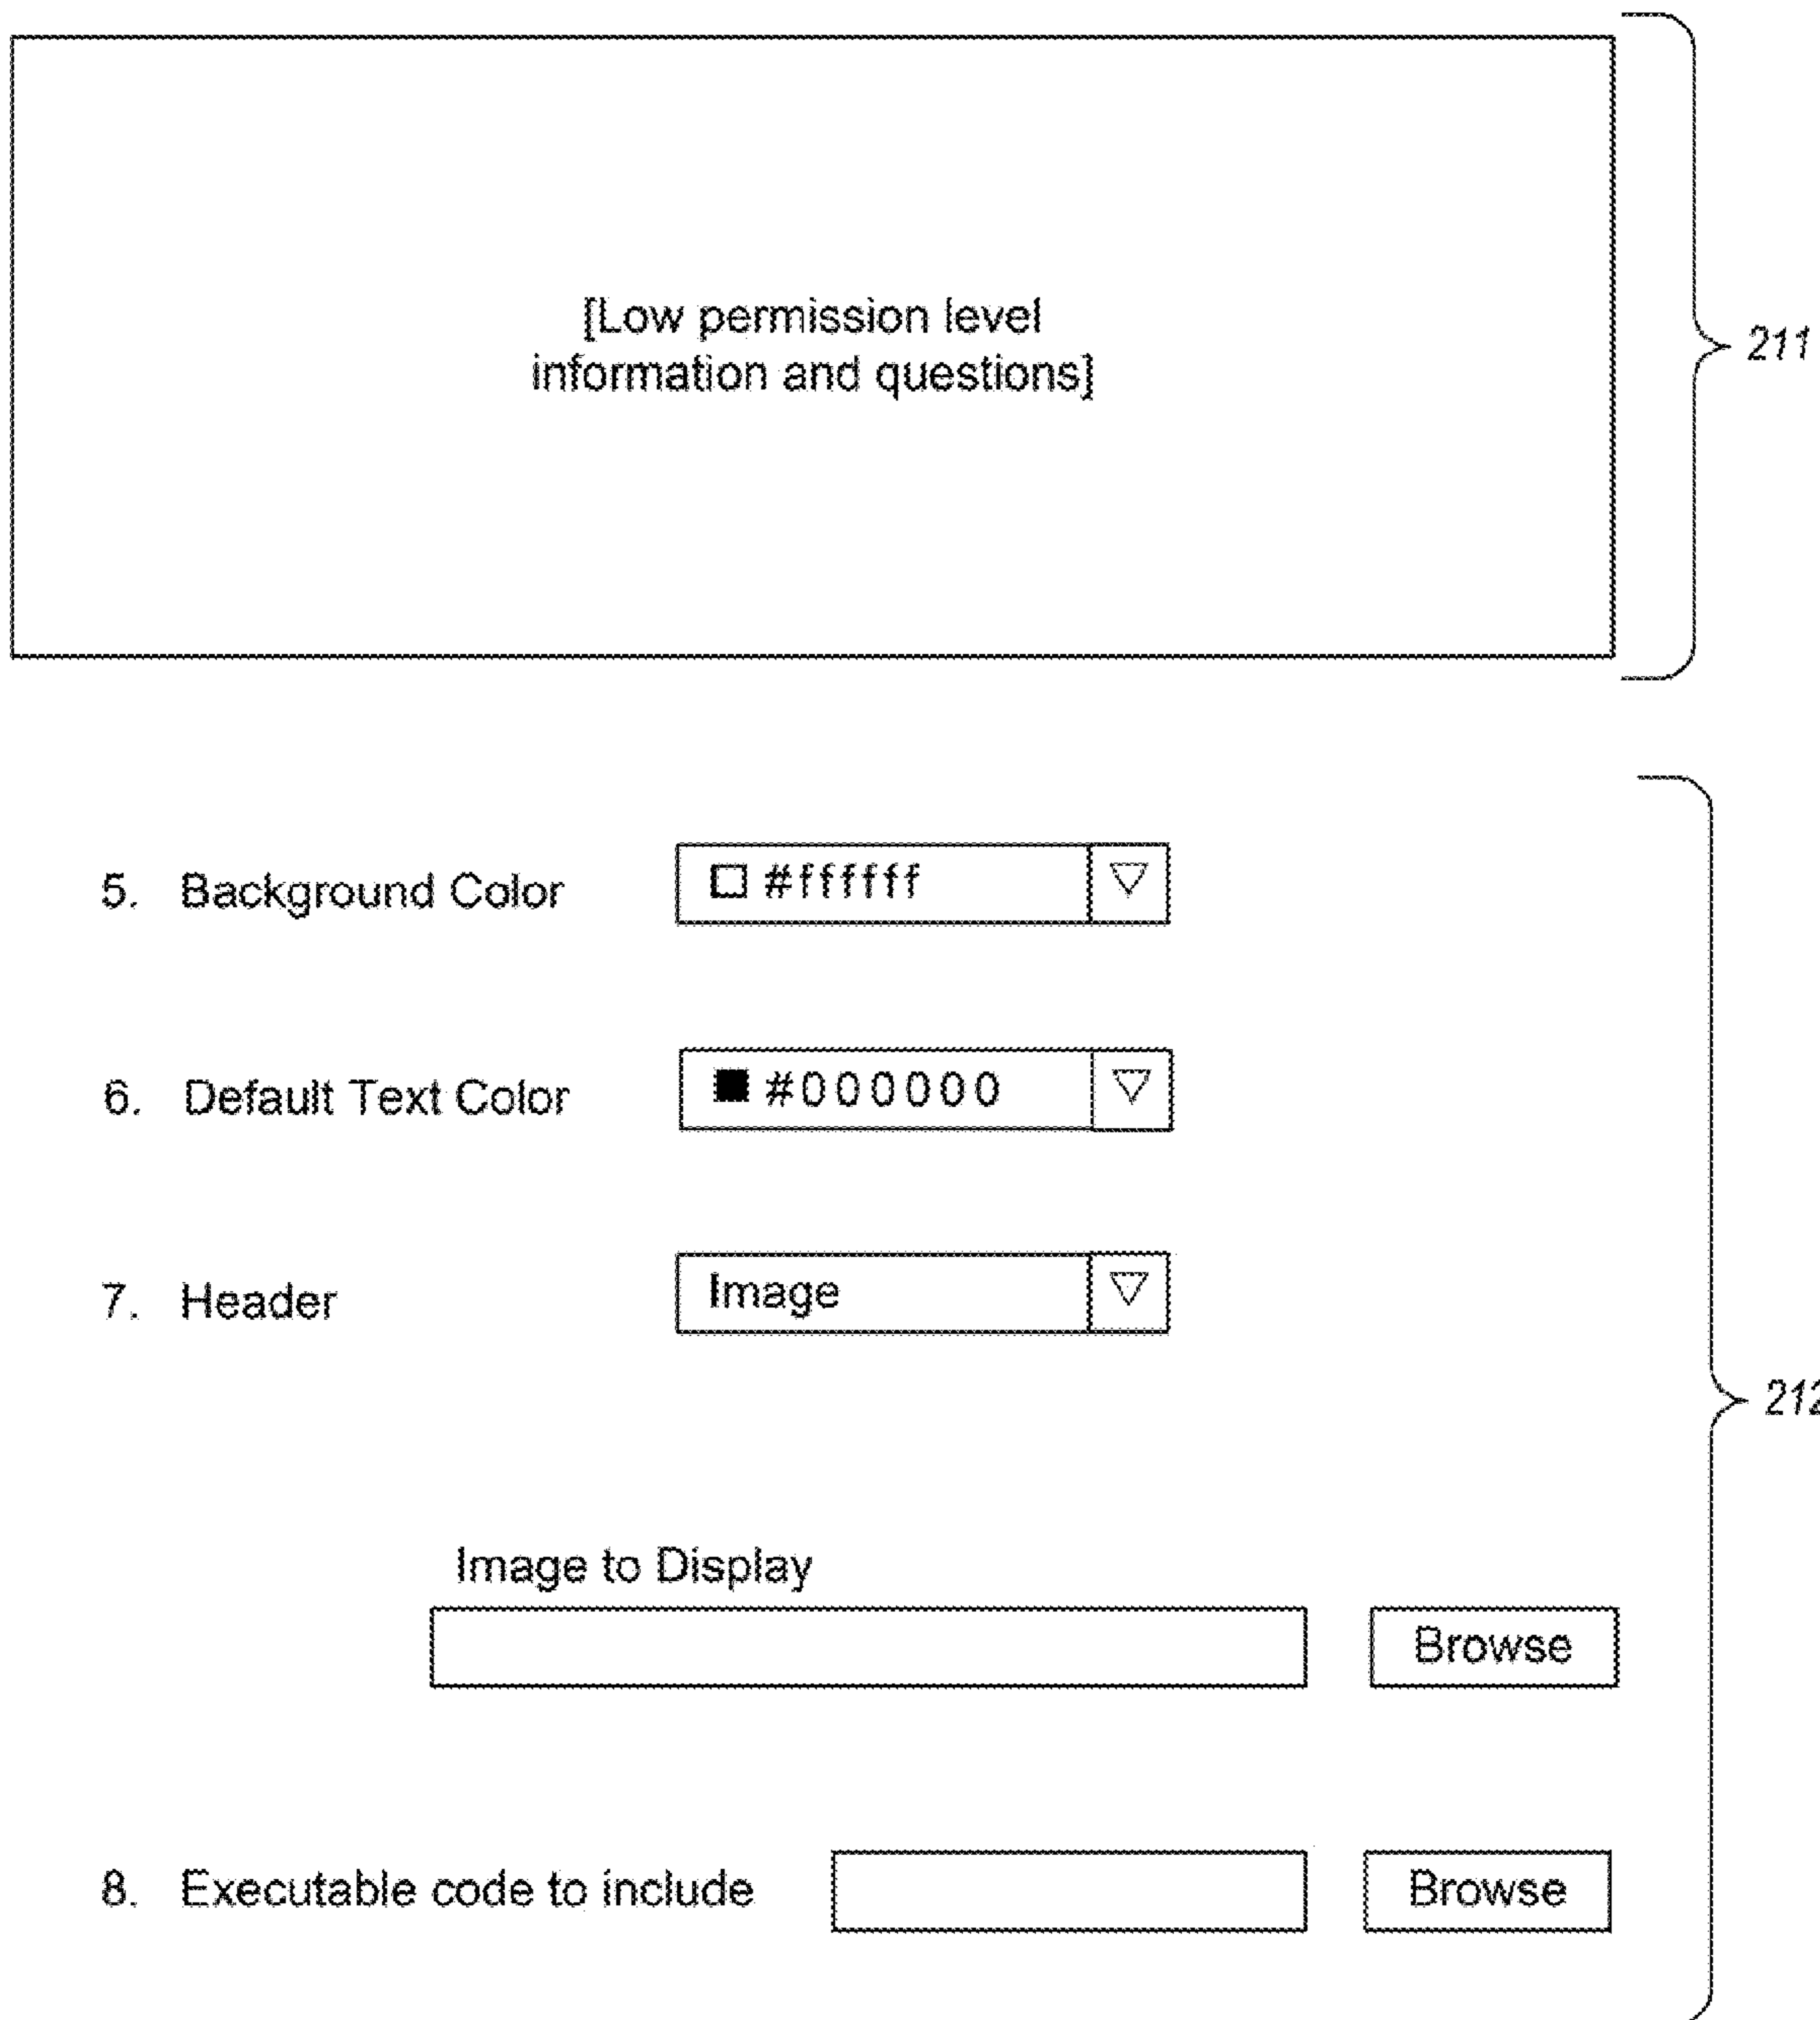 [Low permission level
information and questions]
211
5. Background Color #ffffff
6. Default Text Color #000000
7. Header Image
212
Image to Display
Browse
8. Executable code to include Browse